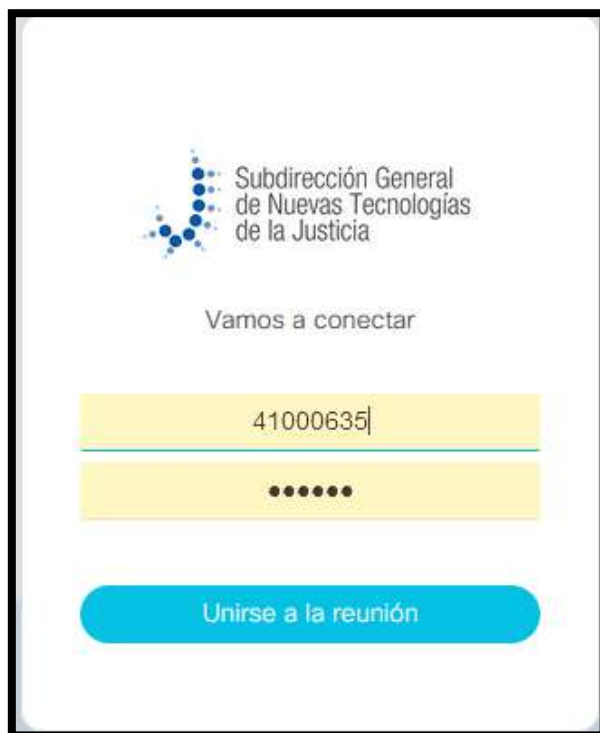 Subdirección General
de Nuevas Tecnologías
de la Justicia
Vamos a conectar
41000635
••••••
Unirse a la reunión